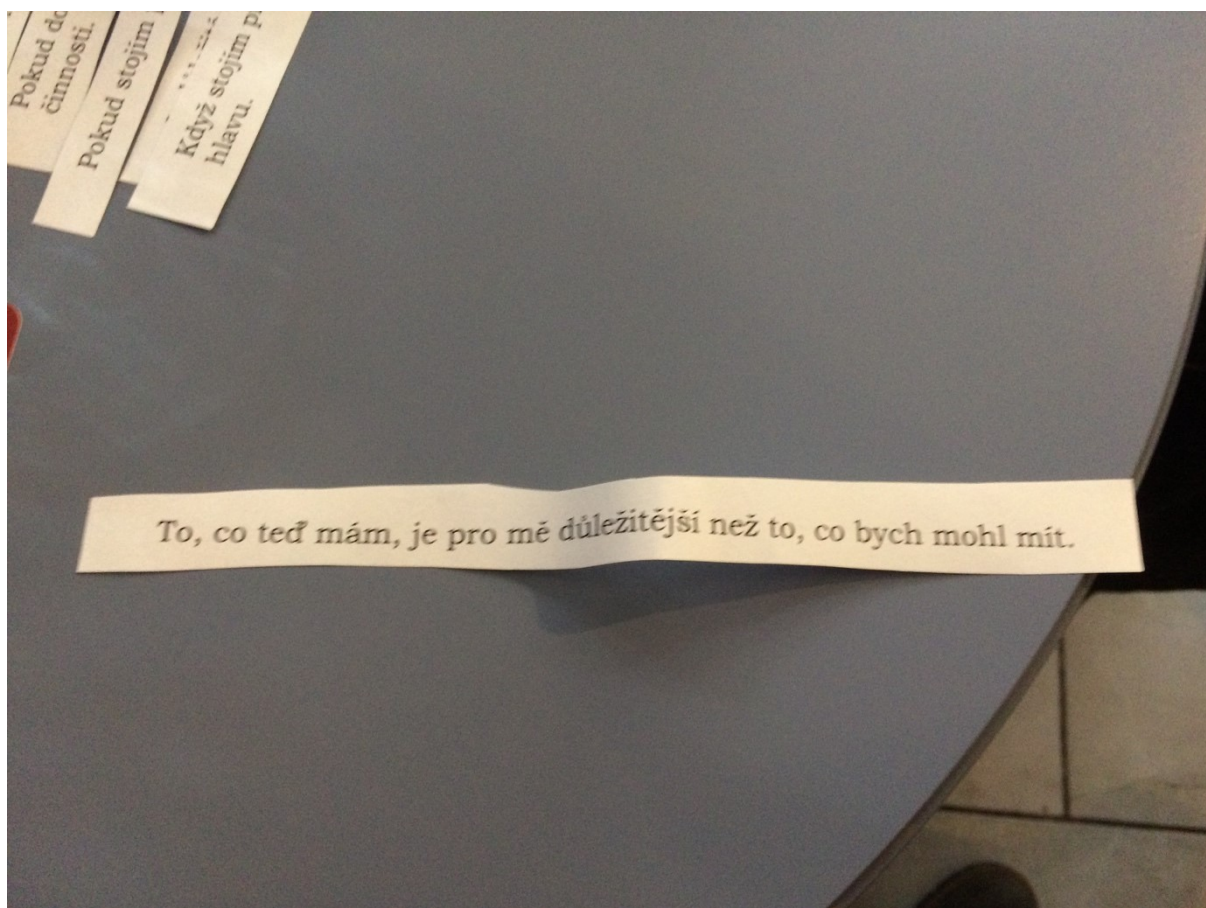 Pokud do
činnosti.
Pokud stojím
Když stojím
hlavu.
To, co teď mám, je pro mě důležitější než to, co bych mohl mít.